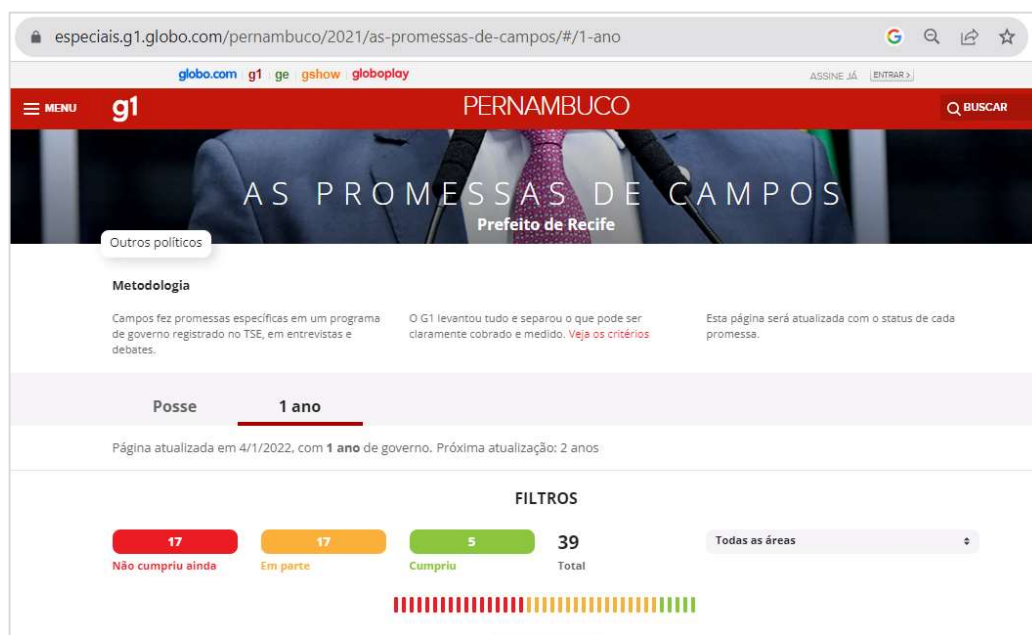 especiais.g1.globo.com/pernambuco/2021/as-promessas-de-campos/#/1-ano
globo.com g1 ge gshow globoplay ASSINE JÁ ENTRAR >
MENU g1 PERNAMBUCO BUSCAR
AS PROMESSAS DE CAMPOS
Prefeito de Recife
Outros políticos
Metodologia
Campos fez promessas específicas em um programa
de governo registrado no TSE, em entrevistas e
debates.
O G1 levantou tudo e separou o que pode ser
claramente cobrado e medido. Veja os critérios
Esta página será atualizada com o status de cada
promessa.
Posse 1 ano
Página atualizada em 4/1/2022, com 1 ano de governo. Próxima atualização: 2 anos
FILTROS
17 17 5 39 Todas as áreas
Não cumpriu ainda Em parte Cumpriu Total